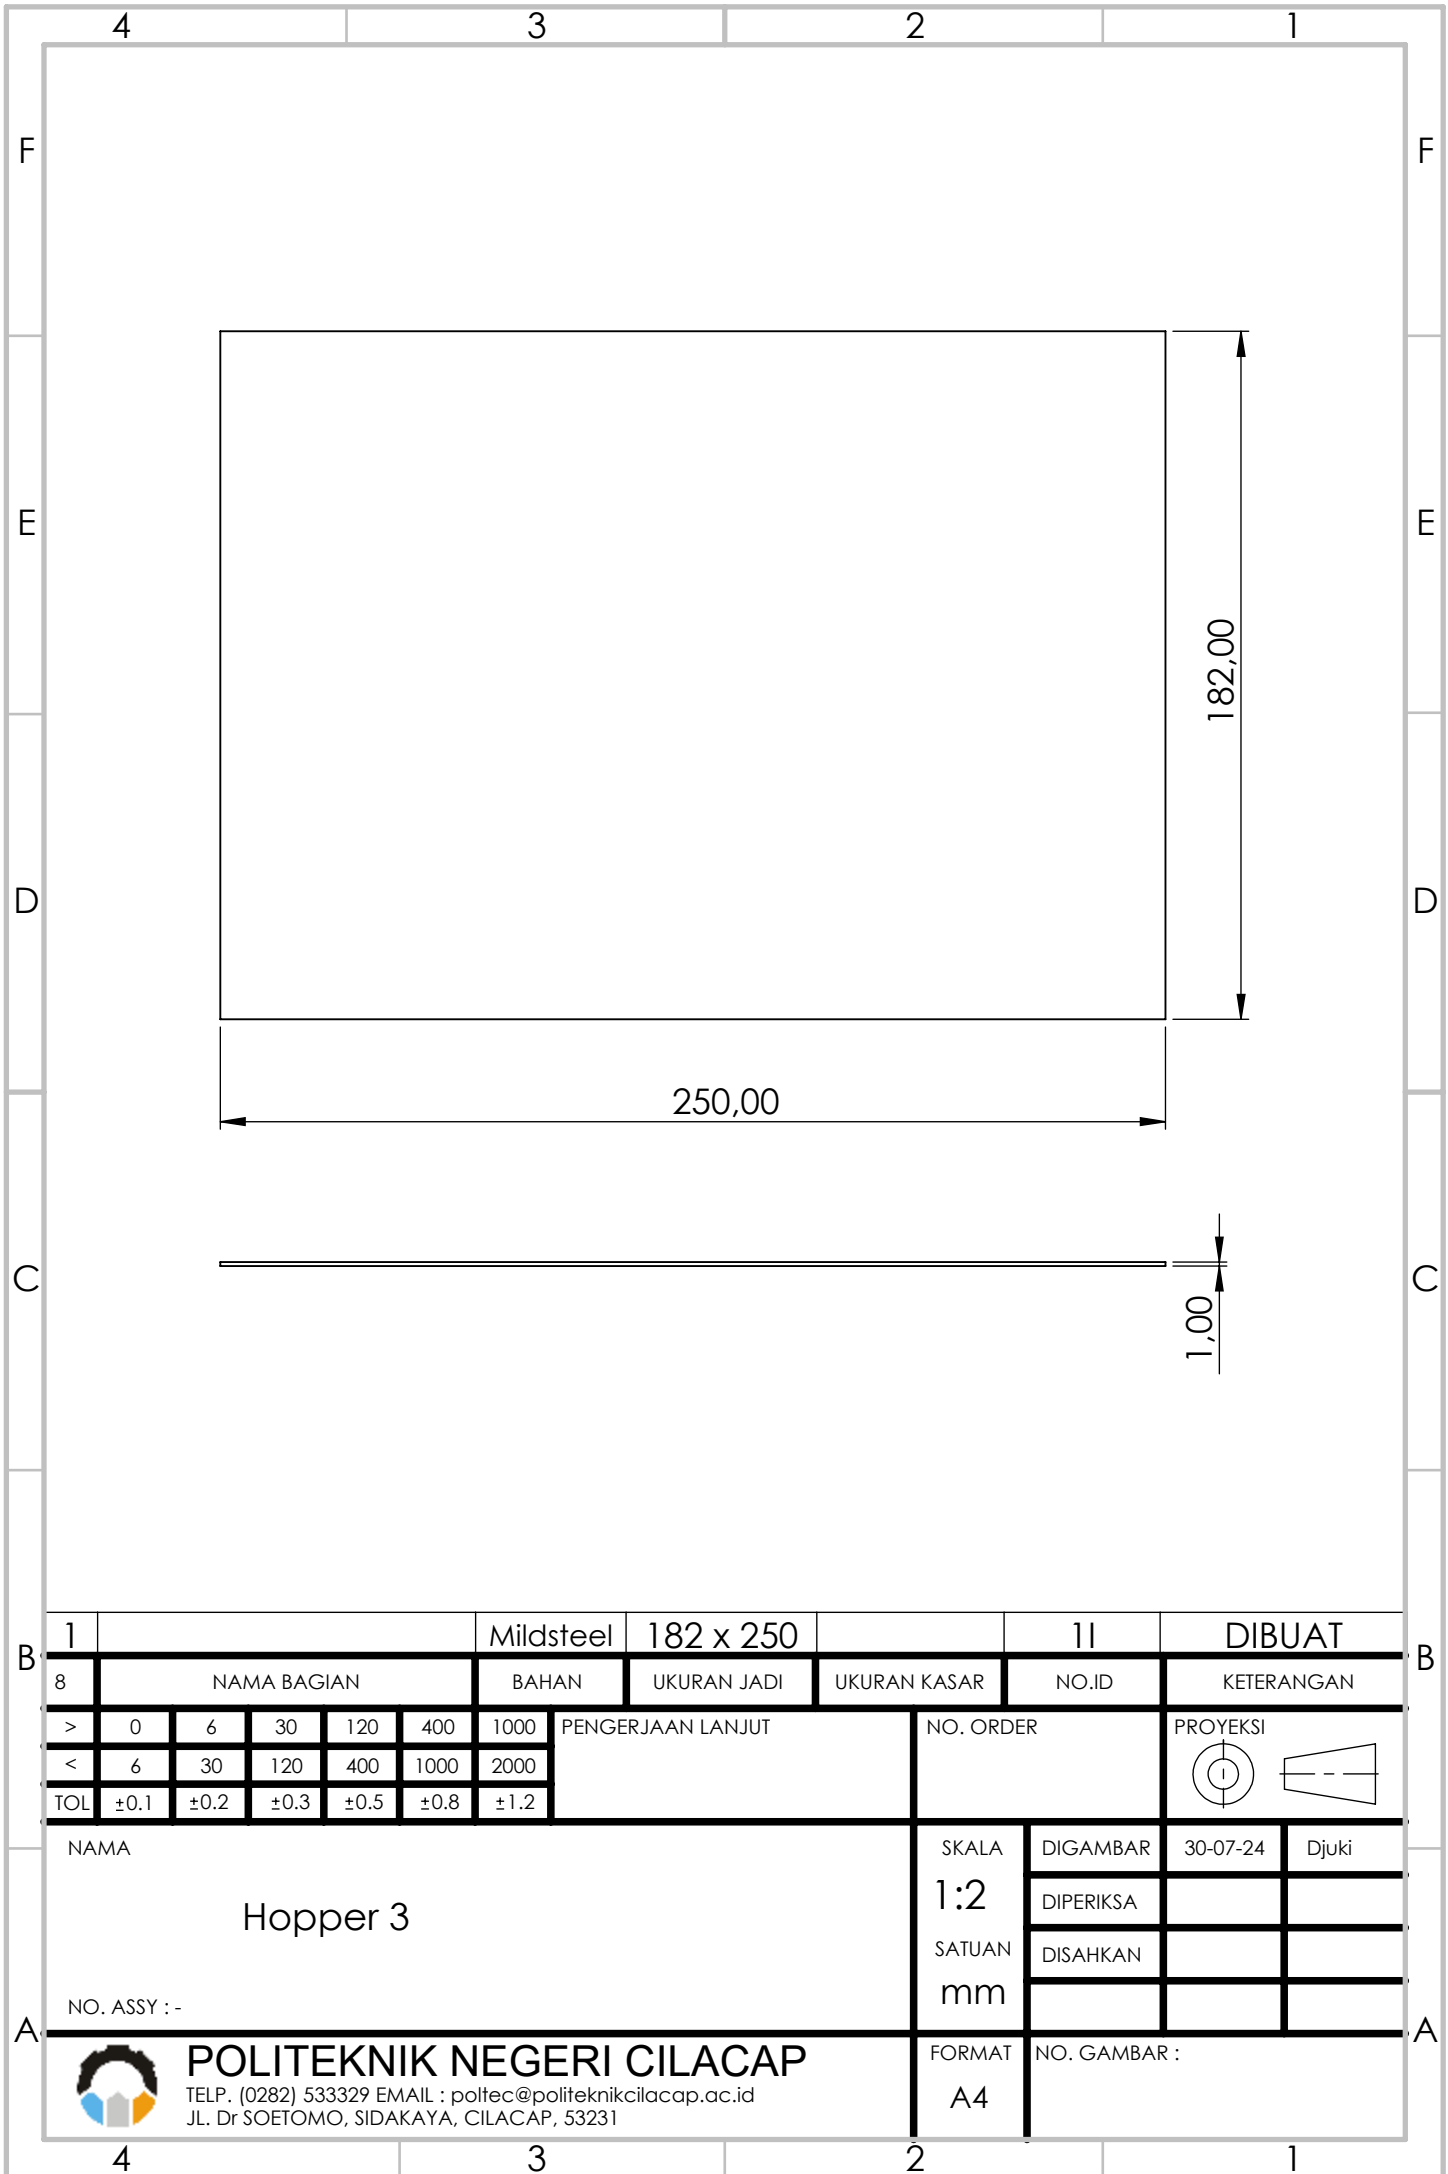 4 3 2 1
F F
E E
182,00
D D
250,00
C C
1,00
1 Mildsteel 182 x 250 1I DIBUAT
B B
8 NAMA BAGIAN BAHAN UKURAN JADI UKURAN KASAR NO.ID KETERANGAN
> 0 6 30 120 400 1000 PENGERJAAN LANJUT NO. ORDER PROYEKSI
< 6 30 120 400 1000 2000
TOL ±0.1 ±0.2 ±0.3 ±0.5 ±0.8 ±1.2
NAMA SKALA DIGAMBAR 30-07-24 Djuki
Hopper 3 1:2 DIPERIKSA
SATUAN DISAHKAN
mm
NO. ASSY : -
A A
POLITEKNIK NEGERI CILACAP FORMAT NO. GAMBAR :
TELP. (0282) 533329 EMAIL : poltec@politeknikcilacap.ac.id A4
JL. Dr SOETOMO, SIDAKAYA, CILACAP, 53231
4 3 2 1